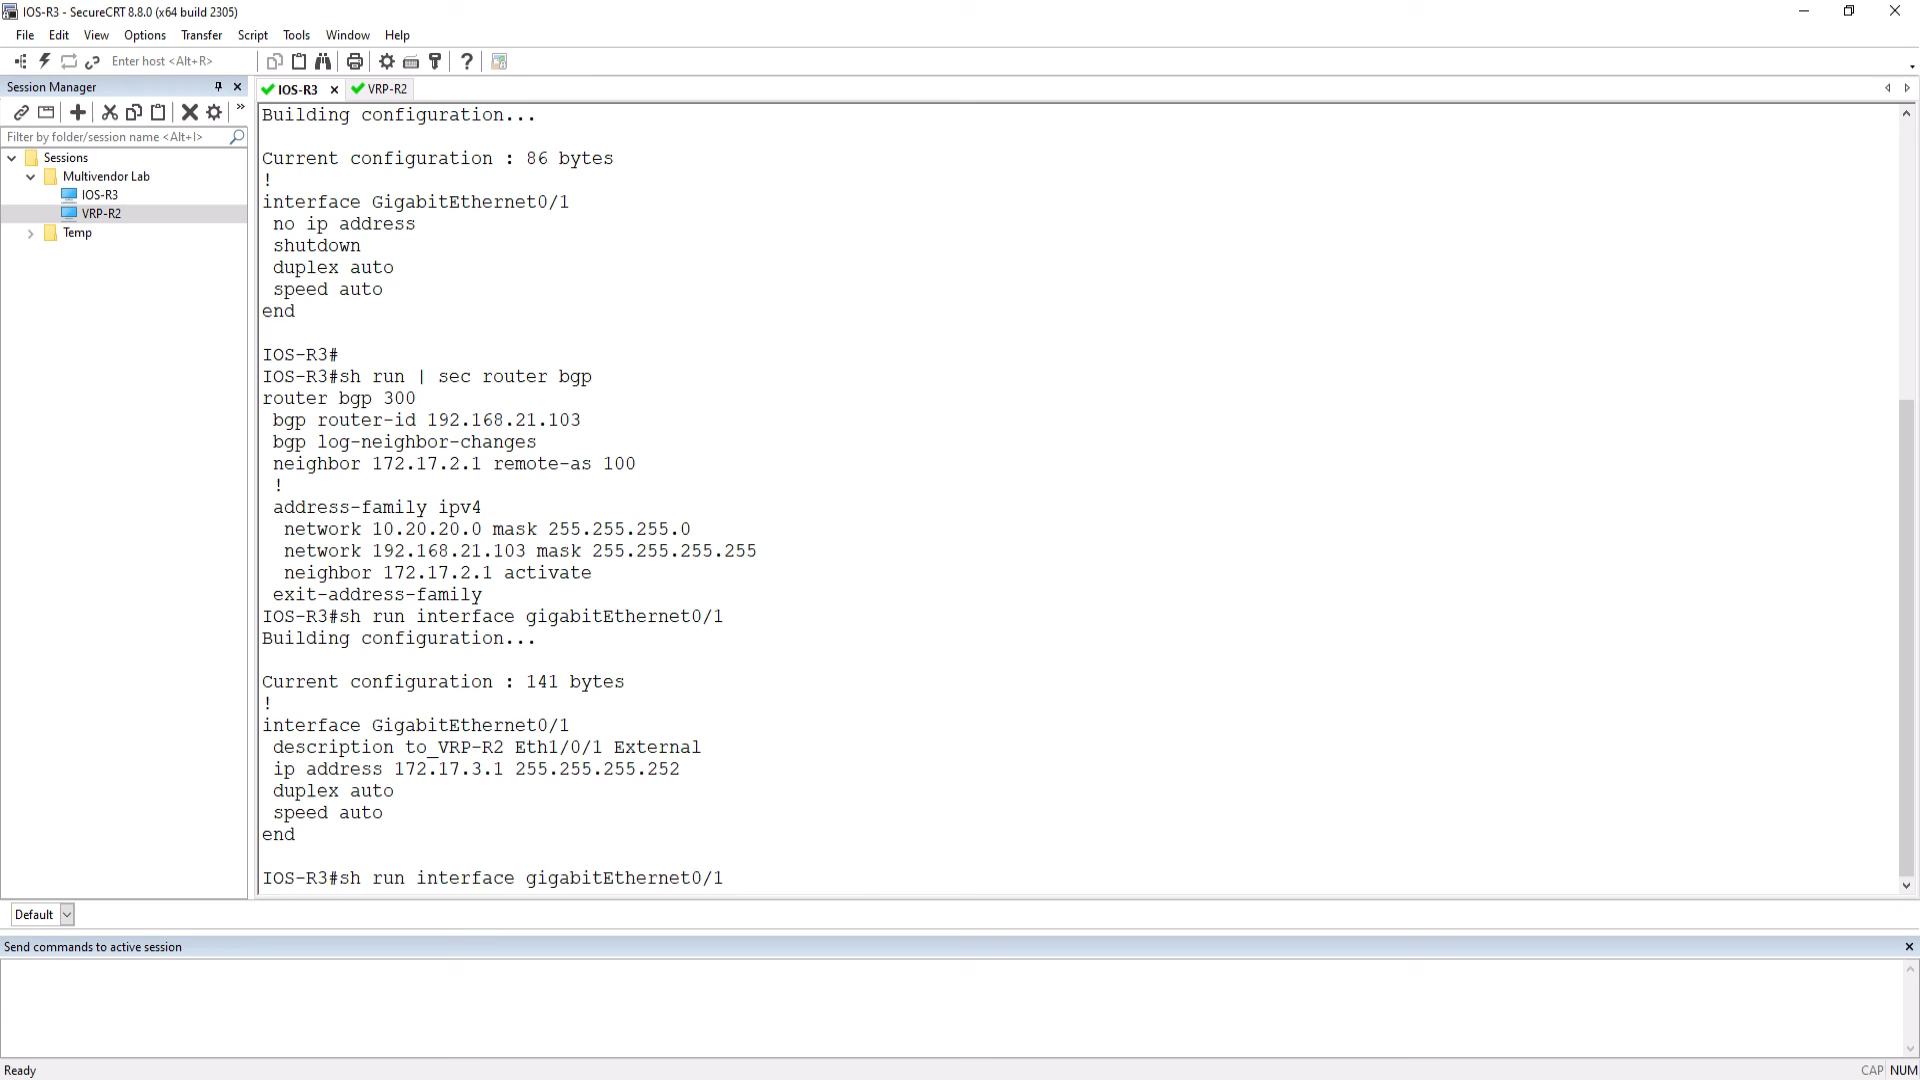 IOS-R3 - SecureCRT 8.8.0 (x64 build 2305)
File Edit View Options Transfer Script Tools Window Help
Enter host <Alt+R>
Session Manager
IOS-R3 VRP-R2
Filter by folder/session name <Alt+I>
Sessions
Multivendor Lab
IOS-R3
VRP-R2
Temp
Building configuration...
Current configuration : 86 bytes
!
interface GigabitEthernet0/1
no ip address
shutdown
duplex auto
speed auto
end
IOS-R3#
IOS-R3#sh run | sec router bgp
router bgp 300
bgp router-id 192.168.21.103
bgp log-neighbor-changes
neighbor 172.17.2.1 remote-as 100
!
address-family ipv4
network 10.20.20.0 mask 255.255.255.0
network 192.168.21.103 mask 255.255.255.255
neighbor 172.17.2.1 activate
exit-address-family
IOS-R3#sh run interface gigabitEthernet0/1
Building configuration...
Current configuration : 141 bytes
!
interface GigabitEthernet0/1
description to_VRP-R2 Eth1/0/1 External
ip address 172.17.3.1 255.255.255.252
duplex auto
speed auto
end
IOS-R3#sh run interface gigabitEthernet0/1
Default
Send commands to active session
Ready
CAP NUM